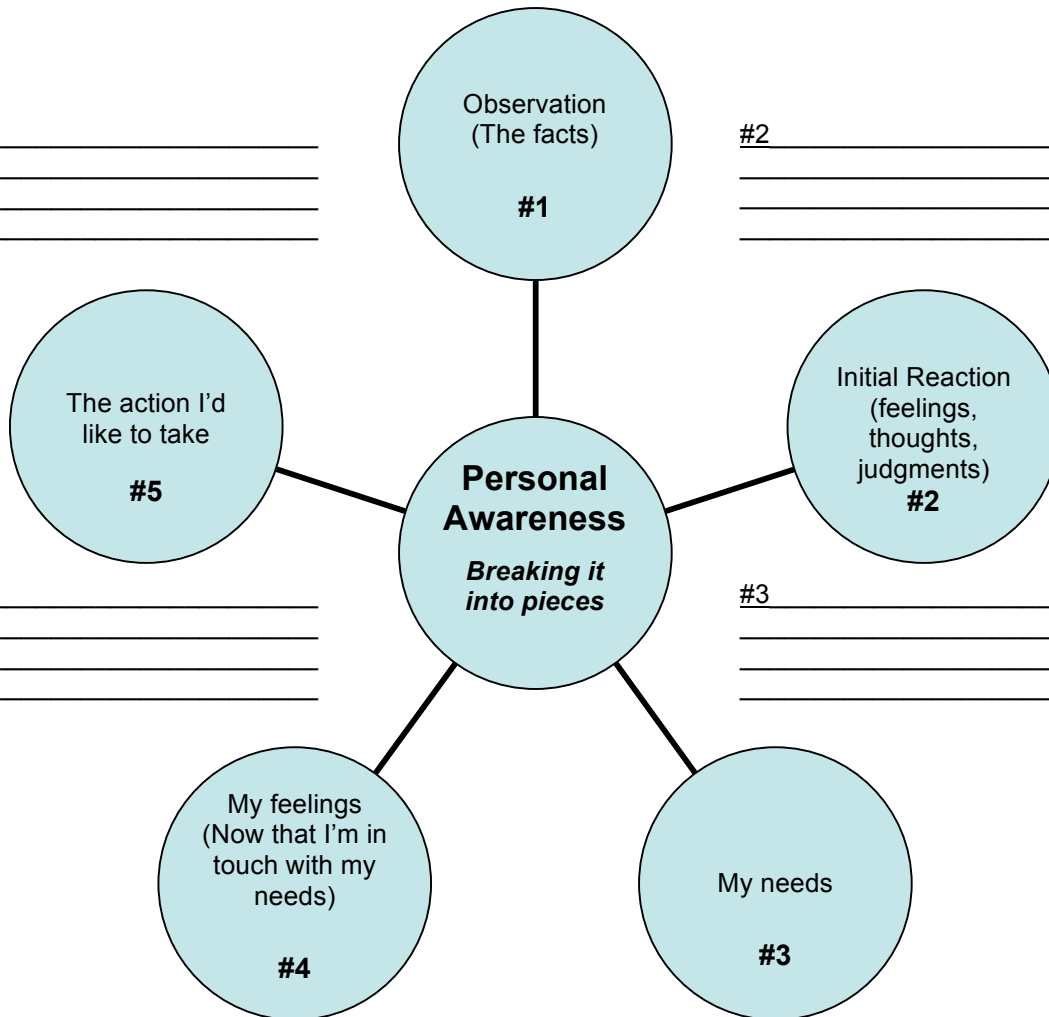 Observation
(The facts)
#1
#2
The action I’d
like to take
#5
Personal
Awareness
Breaking it
into pieces
Initial Reaction
(feelings,
thoughts,
judgments)
#2
#3
My feelings
(Now that I’m in
touch with my
needs)
#4
My needs
#3